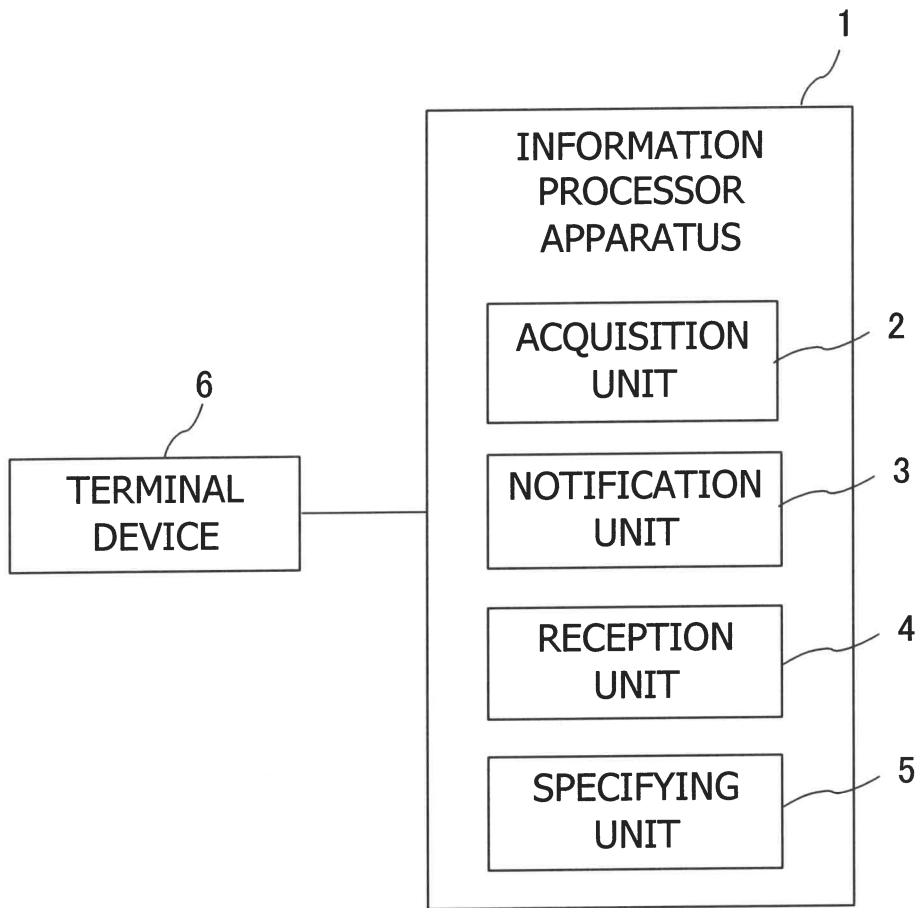 1
INFORMATION
PROCESSOR
APPARATUS
ACQUISITION
UNIT
2
6
TERMINAL
DEVICE
NOTIFICATION
UNIT
3
RECEPTION
UNIT
4
SPECIFYING
UNIT
5